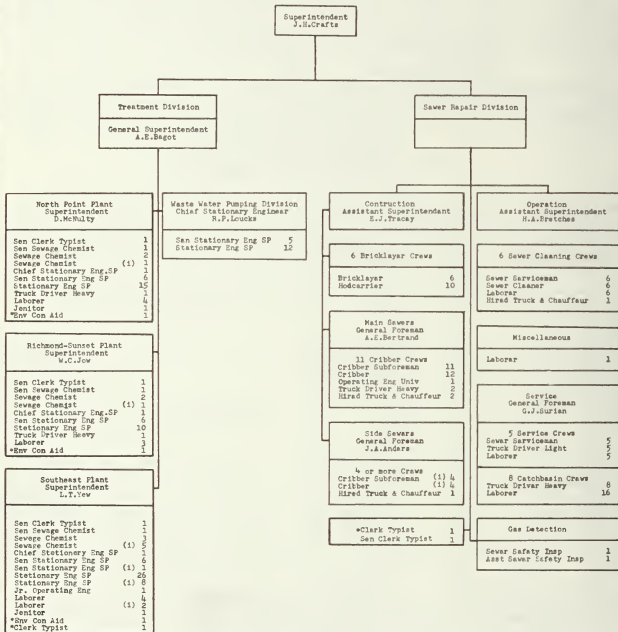 Superintendent
J.H.Crafts
Treatment Division
General Superintendent
A.E.Bagot
Sewer Repair Division
North Point Plant
Superintendent
D.McNulty
Sen Clerk Typist 1
Sen Sewage Chemist 1
Sewage Chemist 2
Sewage Chemist (1) 1
Chief Stationary Eng.SP 1
Sen Stationary Eng SP 6
Stationary Eng SP 15
Truck Driver Heavy 1
Laborer 4
Janitor 1
*Env Con Aid 1
Richmond-Sunset Plant
Superintendent
W.C.Jow
Sen Clerk Typist 1
Sen Sewage Chemist 1
Sewage Chemist 2
Sewage Chemist (1) 1
Chief Stationary Eng.SP 1
Sen Stationary Eng SP 6
Stationary Eng SP 10
Truck Driver Heavy 1
Laborer 3
*Env Con Aid 1
Southeast Plant
Superintendent
L.T.Yew
Sen Clerk Typist 1
Sen Sewage Chemist 1
Sewage Chemist 3
Sewage Chemist (1) 5
Chief Stationary Eng SP 1
Sen Stationary Eng SP 6
Sen Stationary Eng SP (1) 1
Stationary Eng SP 26
Stationary Eng SP (1) 8
Jr. Operating Eng 1
Laborer 4
Laborer (1) 2
Janitor 1
*Env Con Aid 1
*Clerk Typist 1
Waste Water Pumping Division
Chief Stationary Engineer
R.P.Loucks
Sen Stationary Eng SP 5
Stationary Eng SP 12
Contruction
Assistant Superintendent
E.J.Tracey
6 Bricklayer Crews
Bricklayer 6
Hodcarrier 10
Main Sewers
General Foreman
A.E.Bertrand
11 Cribber Crews
Cribber Subforeman 11
Cribber 12
Operating Eng Univ 1
Truck Driver Heavy 2
Hired Truck & Chauffeur 2
Side Sewers
General Foreman
J.A.Anders
4 or more Crews
Cribber Subforeman (1) 4
Cribber (1) 4
Hired Truck & Chauffeur 1
*Clerk Typist 1
Sen Clerk Typist 1
Operation
Assistant Superintendent
H.A.Bretches
6 Sewer Cleaning Crews
Sewer Serviceman 6
Sewer Cleaner 6
Laborer 6
Hired Truck & Chauffeur 1
Miscellaneous
Laborer 1
Service
General Foreman
G.J.Surian
5 Service Crews
Sewer Serviceman 5
Truck Driver Light 5
Laborer 5
8 Catchbasin Crews
Truck Driver Heavy 8
Laborer 16
Gas Detection
Sewer Safety Insp 1
Asst Sewer Safety Insp 1